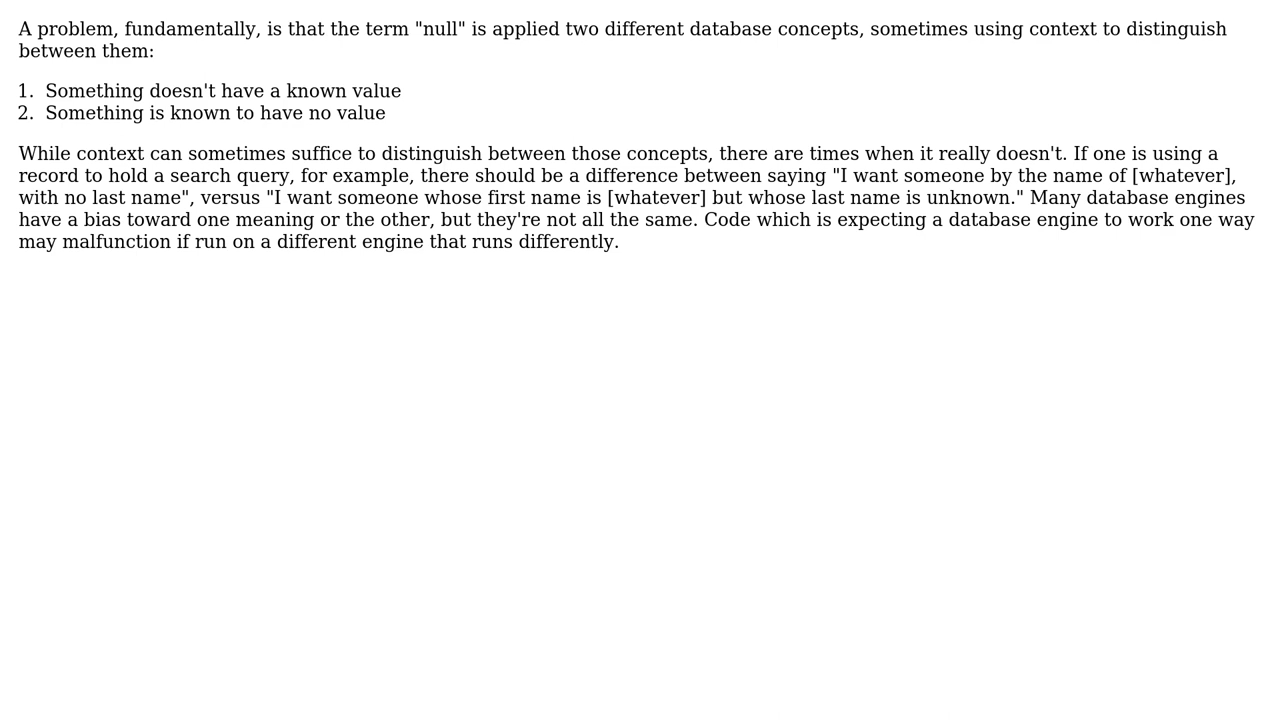 A problem, fundamentally, is that the term "null" is applied two different database concepts, sometimes using context to distinguish
between them:
1. Something doesn't have a known value
2. Something is known to have no value
While context can sometimes suffice to distinguish between those concepts, there are times when it really doesn't. If one is using a
record to hold a search query, for example, there should be a difference between saying "I want someone by the name of [whatever],
with no last name", versus "I want someone whose first name is [whatever] but whose last name is unknown." Many database engines
have a bias toward one meaning or the other, but they're not all the same. Code which is expecting a database engine to work one way
may malfunction if run on a different engine that runs differently.